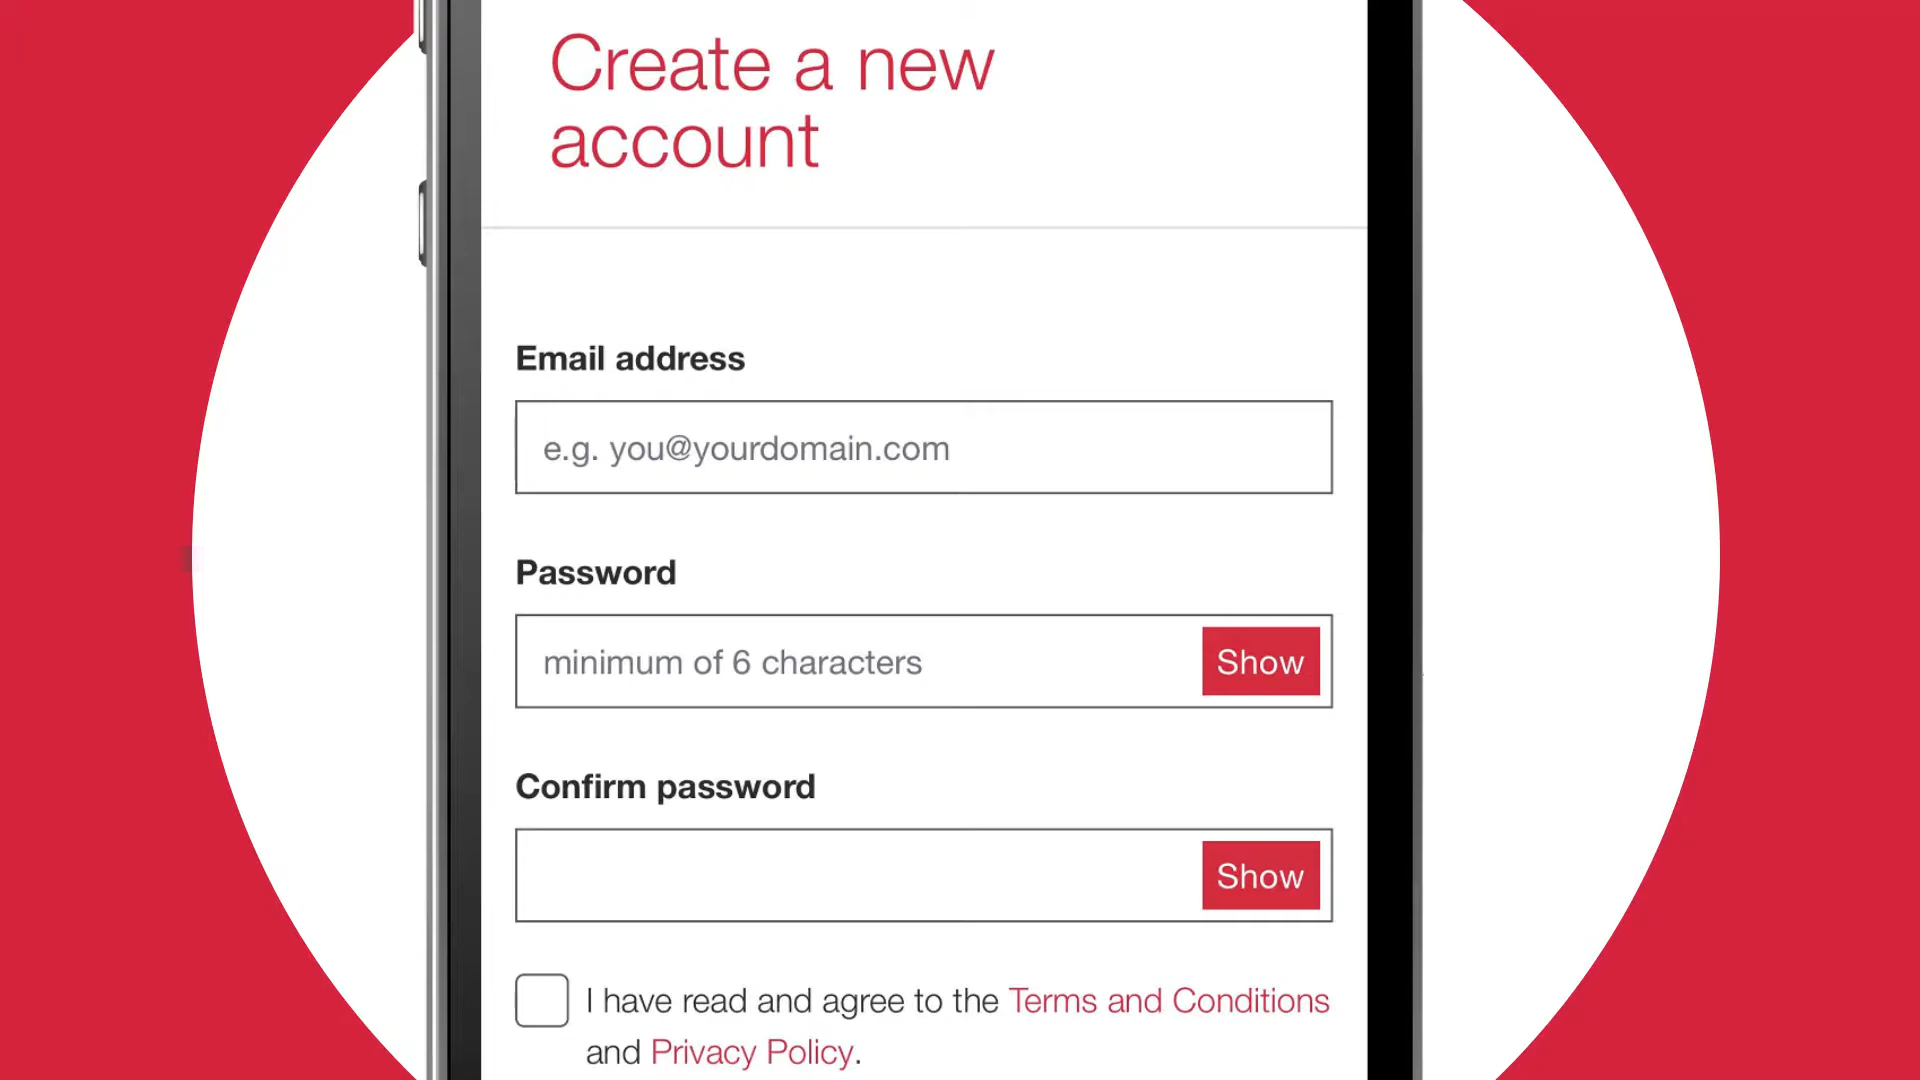 Create a new
account
Email address
e.g. you@yourdomain.com
Password
minimum of 6 characters
Show
Confirm password
Show
I have read and agree to the Terms and Conditions
and Privacy Policy.